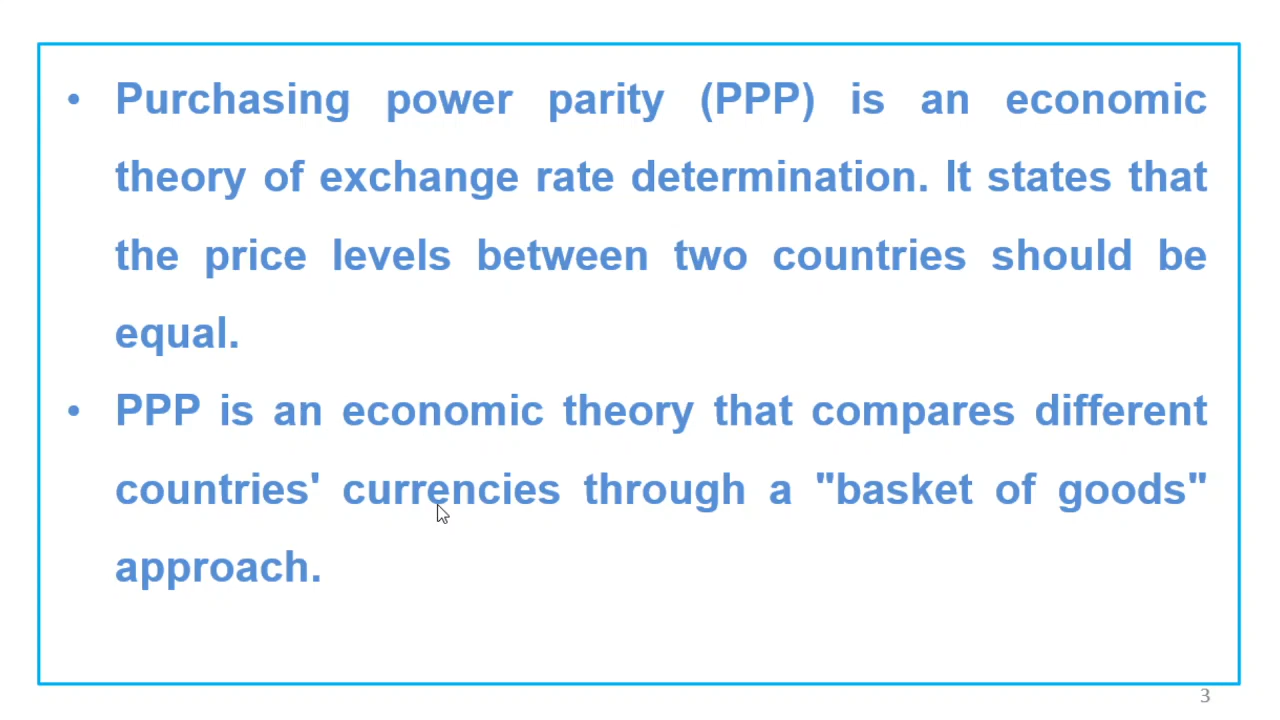 • Purchasing power parity (PPP) is an economic
theory of exchange rate determination. It states that
the price levels between two countries should be
equal.
• PPP is an economic theory that compares different
countries' currencies through a "basket of goods"
approach.
3